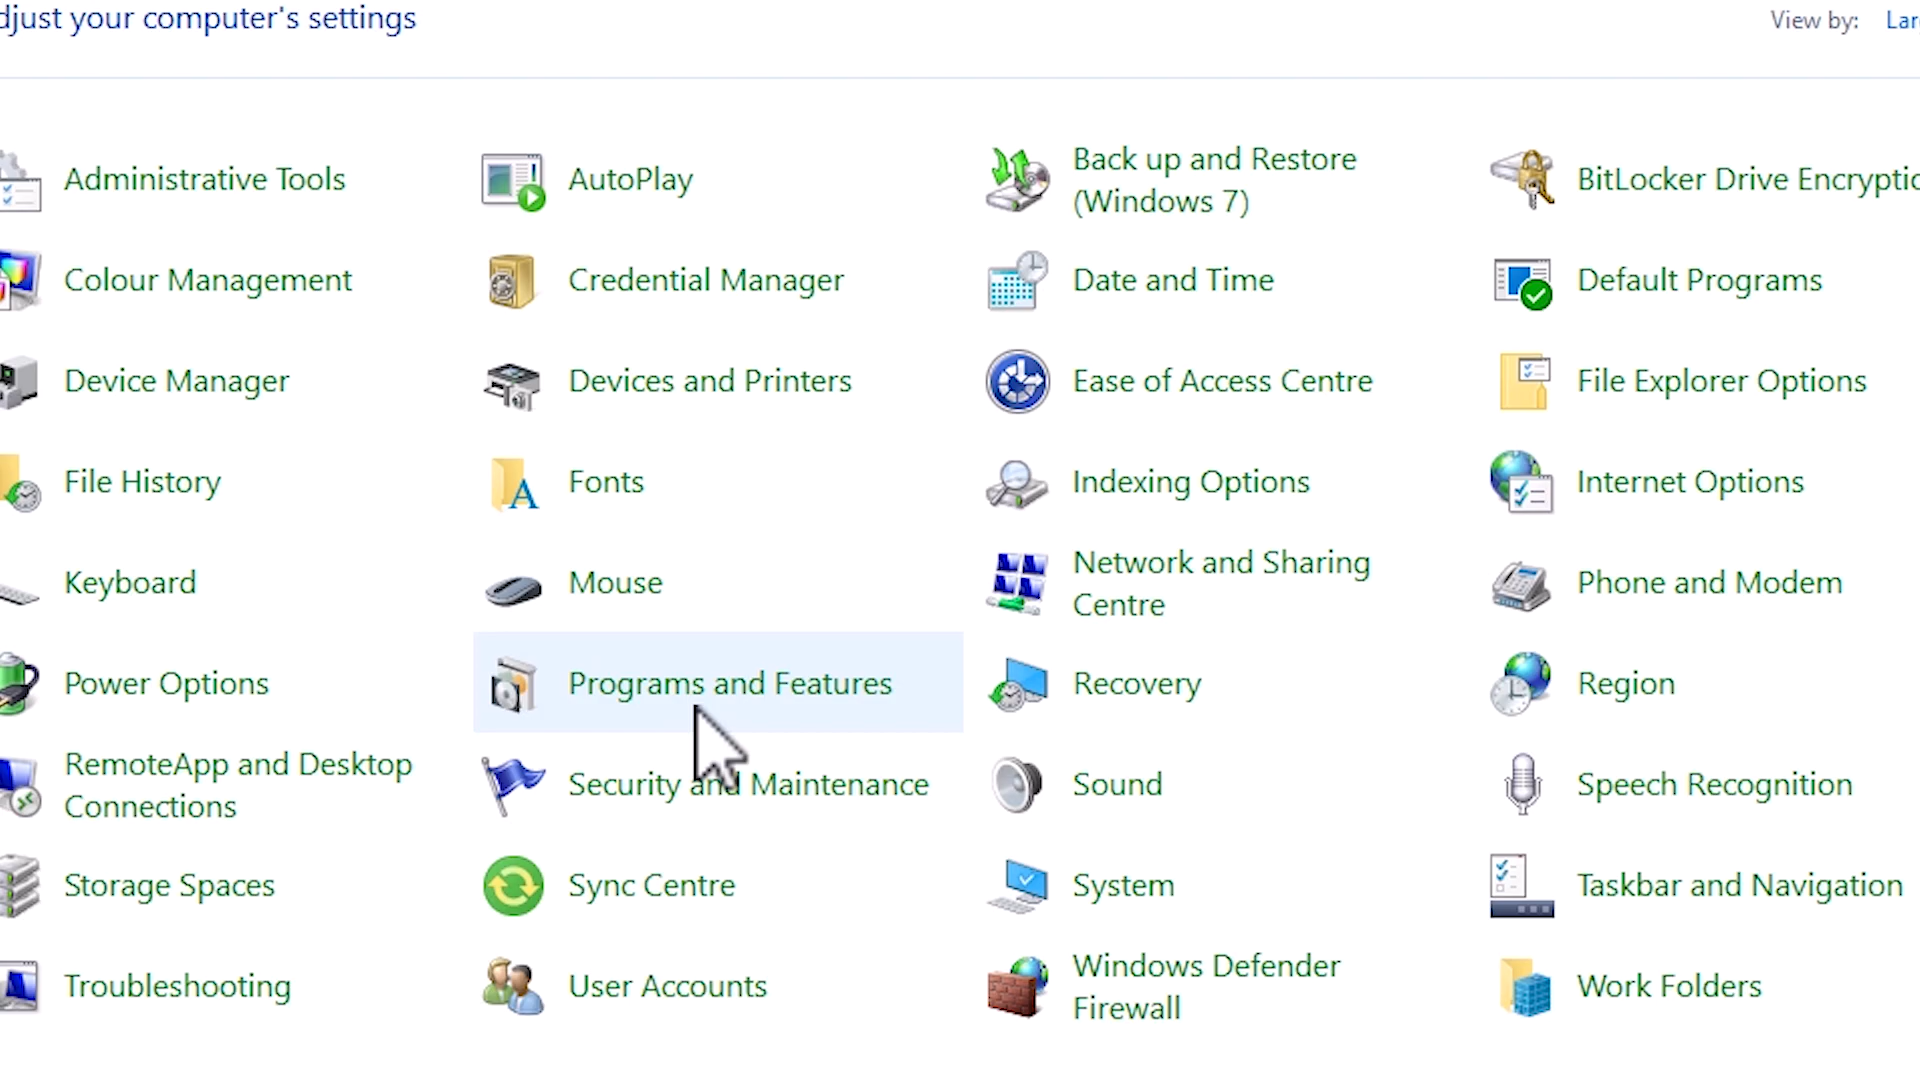 djust your computer's settings
View by:
Administrative Tools
AutoPlay
Back up and Restore
(Windows 7)
BitLocker Drive Encryptio
Colour Management
Credential Manager
Date and Time
Default Programs
Device Manager
Devices and Printers
Ease of Access Centre
File Explorer Options
File History
Fonts
Indexing Options
Internet Options
Keyboard
Mouse
Network and Sharing
Centre
Phone and Modem
Power Options
Programs and Features
Recovery
Region
RemoteApp and Desktop
Connections
Security and Maintenance
Sound
Speech Recognition
Storage Spaces
Sync Centre
System
Taskbar and Navigation
Troubleshooting
User Accounts
Windows Defender
Firewall
Work Folders